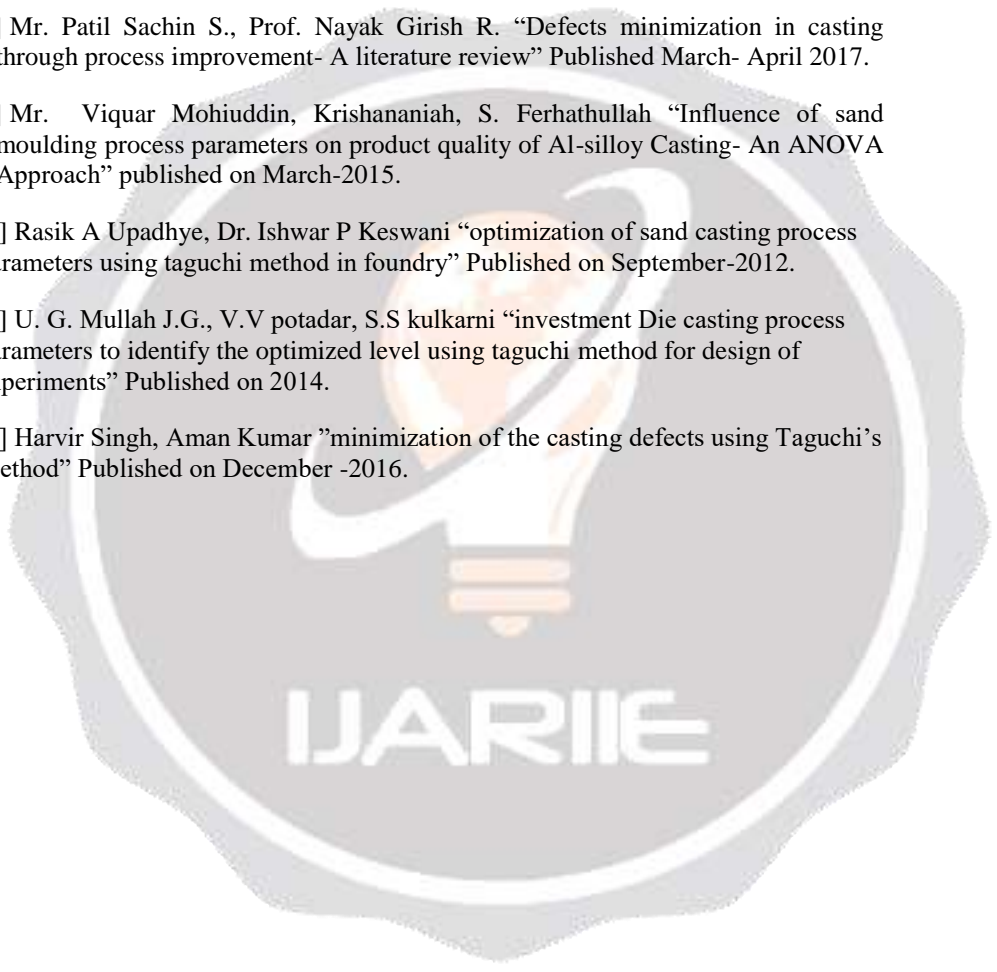 ] Mr. Patil Sachin S., Prof. Nayak Girish R. “Defects minimization in casting
through process improvement- A literature review” Published March- April 2017.
] Mr. Viquar Mohiuddin, Krishananiah, S. Ferhathullah “Influence of sand
moulding process parameters on product quality of Al-silloy Casting- An ANOVA
Approach” published on March-2015.
] Rasik A Upadhye, Dr. Ishwar P Keswani “optimization of sand casting process
rameters using taguchi method in foundry” Published on September-2012.
] U. G. Mullah J.G., V.V potadar, S.S kulkarni “investment Die casting process
rameters to identify the optimized level using taguchi method for design of
periments” Published on 2014.
] Harvir Singh, Aman Kumar ”minimization of the casting defects using Taguchi’s
ethod” Published on December -2016.
IJARIIE